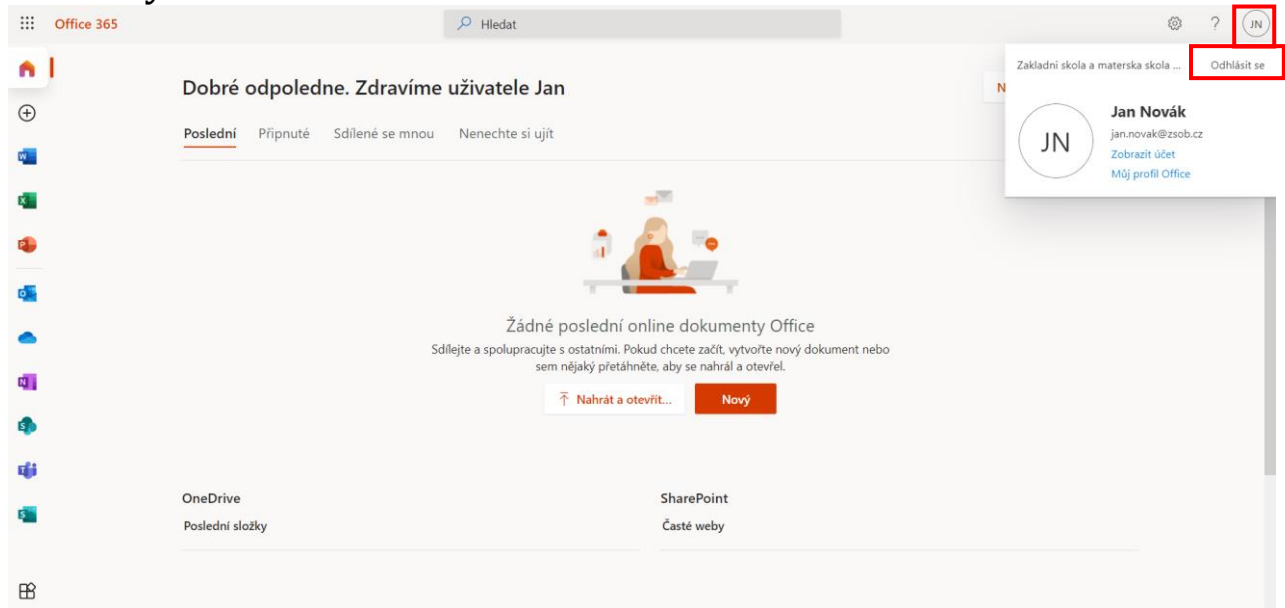 Office 365
Hledat
?
JN
Zakladni skola a materska skola ...
Odhlásit se
Dobré odpoledne. Zdravíme uživatele Jan
N
Jan Novák
JN
jan.novak@zsob.cz
Zobrazit účet
Můj profil Office
Poslední
Připnuté
Sdílené se mnou
Nenechte si ujít
Žádné poslední online dokumenty Office
Sdílejte a spolupracujte s ostatními. Pokud chcete začít, vytvořte nový dokument nebo
sem nějaký přetáhněte, aby se nahrál a otevřel.
Nahrát a otevřít...
Nový
OneDrive
Poslední složky
SharePoint
Časté weby